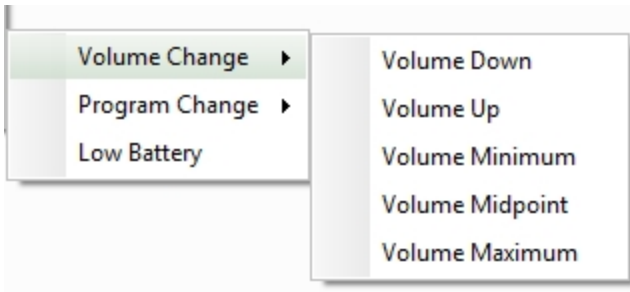 Volume Change
Program Change
Low Battery
Volume Down
Volume Up
Volume Minimum
Volume Midpoint
Volume Maximum